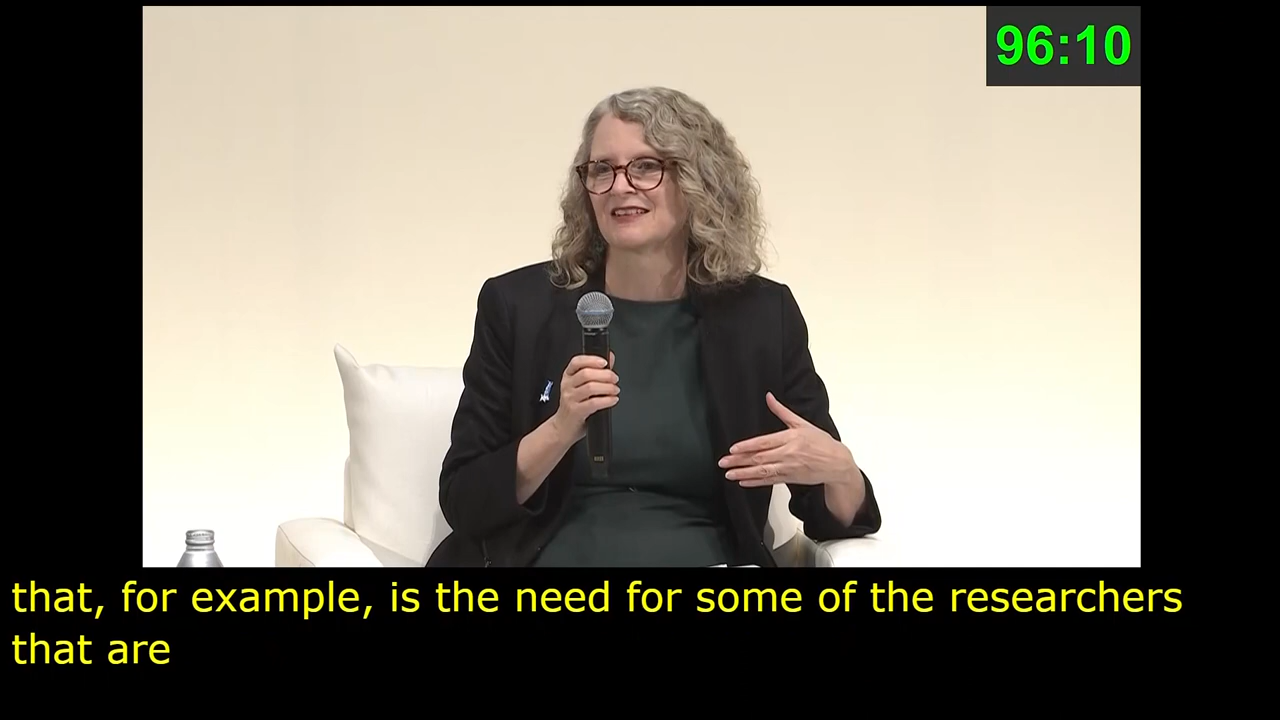 96:10
that, for example, is the need for some of the researchers
that are